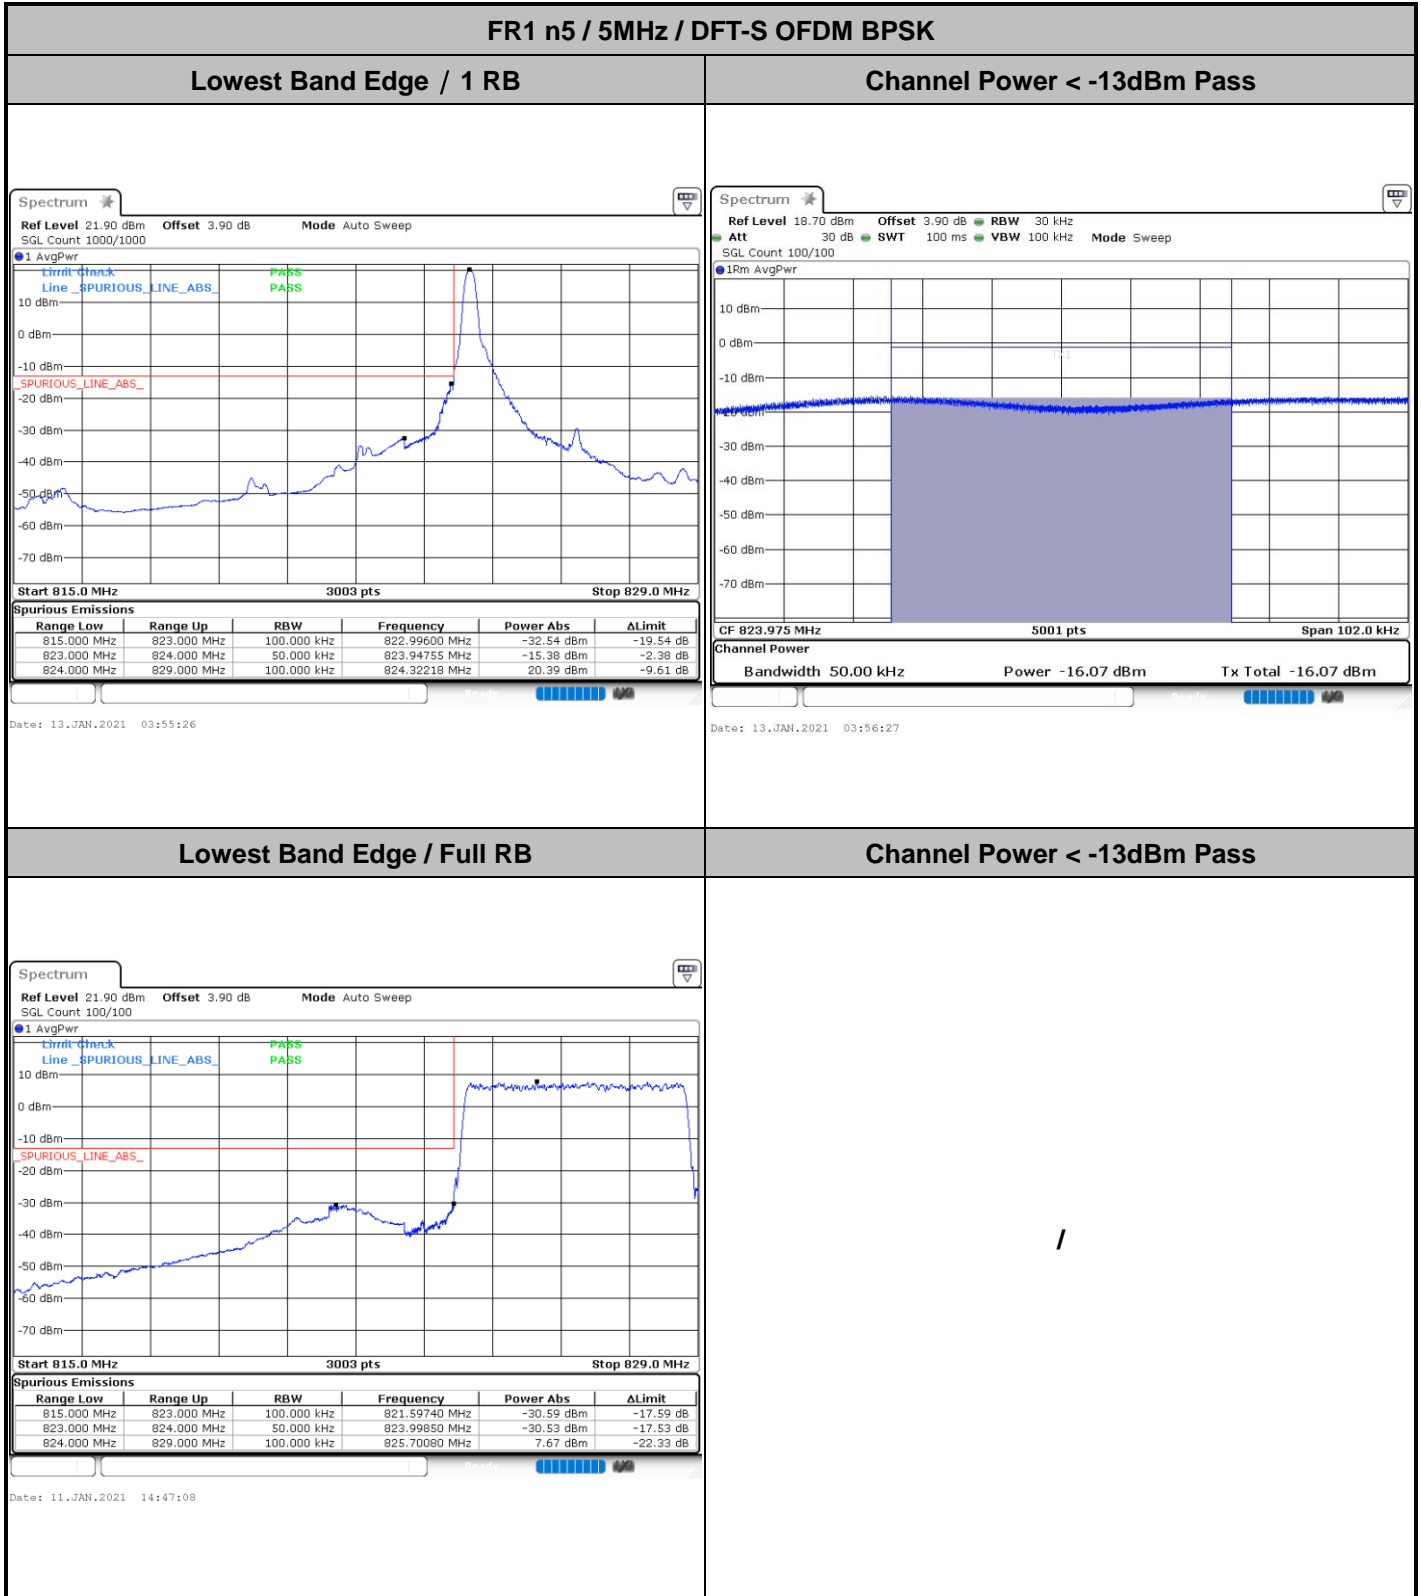 FR1 n5 / 5MHz / DFT-S OFDM BPSK
Lowest Band Edge / 1 RB
Channel Power < -13dBm Pass
Spectrum
Ref Level 21.90 dBm Offset 3.90 dB Mode Auto Sweep
SGL Count 1000/1000
1 AvgPwr
Limit Check PASS
Line _SPURIOUS_LINE_ABS_ PASS
10 dBm
0 dBm
-10 dBm
_SPURIOUS_LINE_ABS_
-20 dBm
-30 dBm
-40 dBm
-50 dBm
-60 dBm
-70 dBm
Start 815.0 MHz 3003 pts Stop 829.0 MHz
Spurious Emissions
Range Low Range Up RBW Frequency Power Abs ΔLimit
815.000 MHz 823.000 MHz 100.000 kHz 822.99600 MHz -32.54 dBm -19.54 dB
823.000 MHz 824.000 MHz 50.000 kHz 823.94755 MHz -15.38 dBm -2.38 dB
824.000 MHz 829.000 MHz 100.000 kHz 824.32218 MHz 20.39 dBm -9.61 dB
Ready
Date: 13.JAN.2021 03:55:26
Spectrum
Ref Level 18.70 dBm Offset 3.90 dB RBW 30 kHz
Att 30 dB SWT 100 ms VBW 100 kHz Mode Sweep
SGL Count 100/100
1Rm AvgPwr
10 dBm
0 dBm
Tx1
-10 dBm
-20 dBm
-30 dBm
-40 dBm
-50 dBm
-60 dBm
-70 dBm
CF 823.975 MHz 5001 pts Span 102.0 kHz
Channel Power
Bandwidth 50.00 kHz Power -16.07 dBm Tx Total -16.07 dBm
Ready
Date: 13.JAN.2021 03:56:27
Lowest Band Edge / Full RB
Channel Power < -13dBm Pass
Spectrum
Ref Level 21.90 dBm Offset 3.90 dB Mode Auto Sweep
SGL Count 100/100
1 AvgPwr
Limit Check PASS
Line _SPURIOUS_LINE_ABS_ PASS
10 dBm
0 dBm
-10 dBm
_SPURIOUS_LINE_ABS_
-20 dBm
-30 dBm
-40 dBm
-50 dBm
-60 dBm
-70 dBm
Start 815.0 MHz 3003 pts Stop 829.0 MHz
Spurious Emissions
Range Low Range Up RBW Frequency Power Abs ΔLimit
815.000 MHz 823.000 MHz 100.000 kHz 821.59740 MHz -30.59 dBm -17.59 dB
823.000 MHz 824.000 MHz 50.000 kHz 823.99850 MHz -30.53 dBm -17.53 dB
824.000 MHz 829.000 MHz 100.000 kHz 825.70080 MHz 7.67 dBm -22.33 dB
Ready
Date: 11.JAN.2021 14:47:08
/